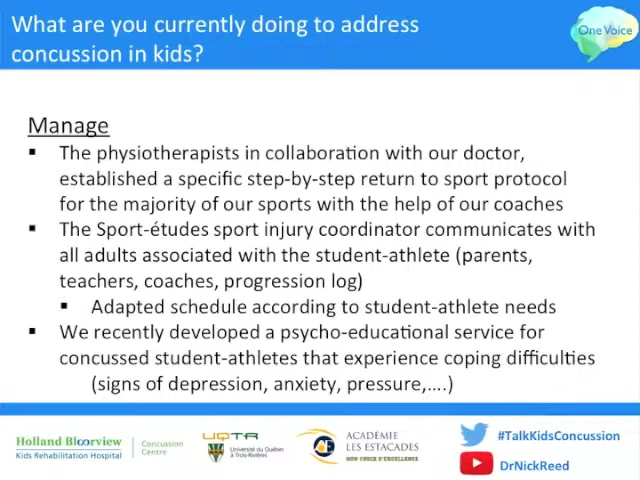 What are you currently doing to address
concussion in kids?
One Voice
Manage
▪ The physiotherapists in collaboration with our doctor,
established a specific step-by-step return to sport protocol
for the majority of our sports with the help of our coaches
▪ The Sport-études sport injury coordinator communicates with
all adults associated with the student-athlete (parents,
teachers, coaches, progression log)
▪ Adapted schedule according to student-athlete needs
▪ We recently developed a psycho-educational service for
concussed student-athletes that experience coping difficulties
(signs of depression, anxiety, pressure,....)
Holland Bloorview
Kids Rehabilitation Hospital
Concussion
Centre
UQTR
Université du Québec
à Trois-Rivières
ACADÉMIE
LES ESTACADES
MON CHOIX D'EXCELLENCE
#TalkKidsConcussion
DrNickReed